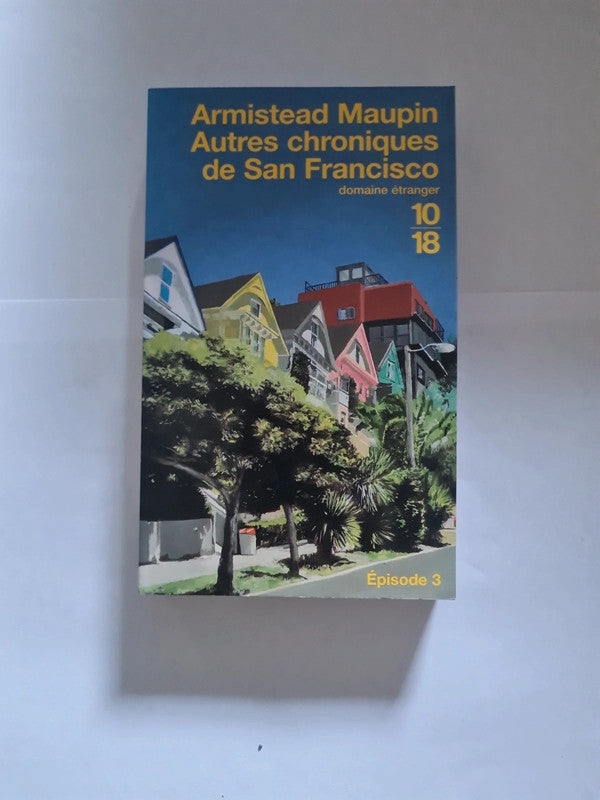 Armistead Maupin
Autres chroniques
de San Francisco
domaine étranger
10
18
Épisode 3